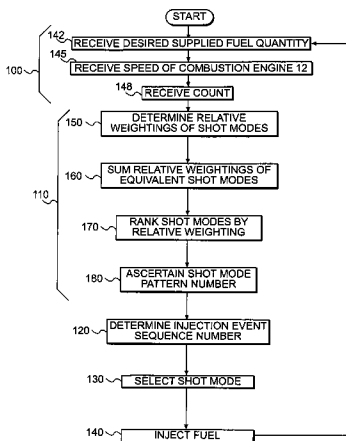 START
142
RECEIVE DESIRED SUPPLIED FUEL QUANTITY
145
RECEIVE SPEED OF COMBUSTION ENGINE 12
100
148
RECEIVE COUNT
150
DETERMINE RELATIVE
WEIGHTINGS OF SHOT MODES
160
SUM RELATIVE WEIGHTINGS OF
EQUIVALENT SHOT MODES
110
170
RANK SHOT MODES BY
RELATIVE WEIGHTING
180
ASCERTAIN SHOT MODE
PATTERN NUMBER
120
DETERMINE INJECTION EVENT
SEQUENCE NUMBER
130
SELECT SHOT MODE
140
INJECT FUEL